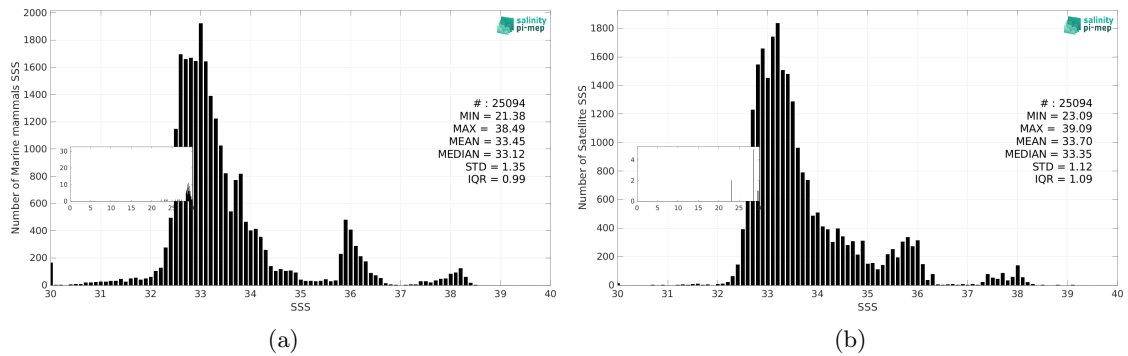 2000
1800
1600
1400
1200
1000
800
600
400
200
0
Number of Marine mammals SSS
30 31 32 33 34 35 36 37 38 39 40
SSS
salinity
pi-mep
# : 25094
MIN = 21.38
MAX = 38.49
MEAN = 33.45
MEDIAN = 33.12
STD = 1.35
IQR = 0.99
30
20
10
0
0 5 10 15 20 25 30
(a)
1800
1600
1400
1200
1000
800
600
400
200
0
Number of Satellite SSS
30 31 32 33 34 35 36 37 38 39 40
SSS
salinity
pi-mep
# : 25094
MIN = 23.09
MAX = 39.09
MEAN = 33.70
MEDIAN = 33.35
STD = 1.12
IQR = 1.09
4
2
0
0 5 10 15 20 25
(b)